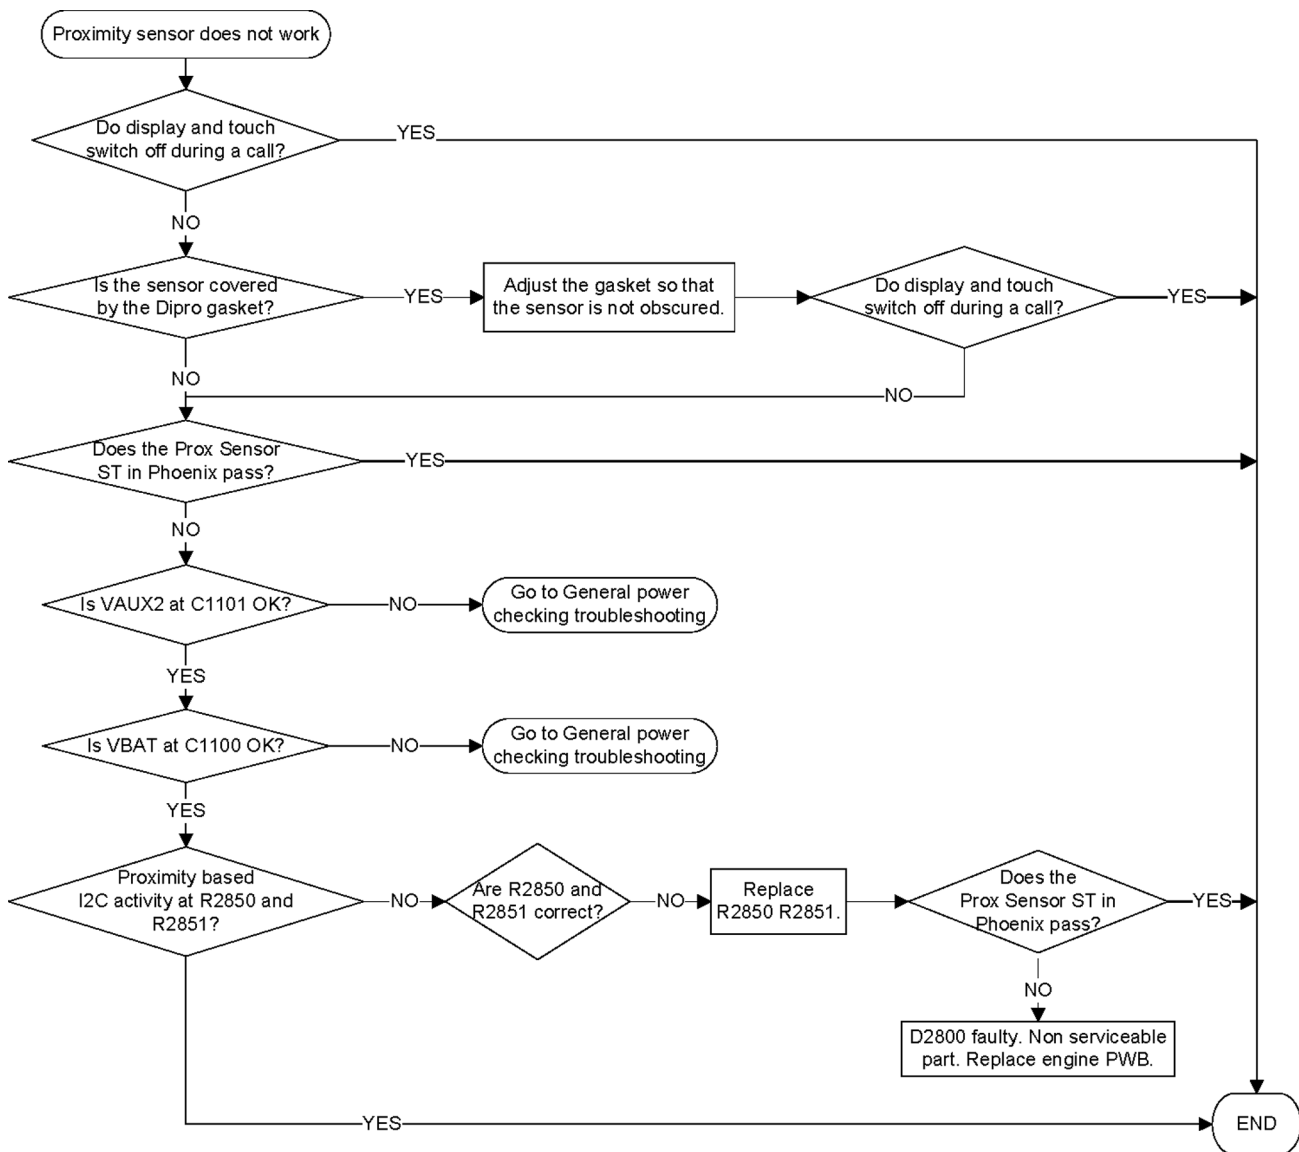 Proximity sensor does not work
Do display and touch
switch off during a call?
YES
NO
Is the sensor covered
by the Dipro gasket?
YES
Adjust the gasket so that
the sensor is not obscured.
Do display and touch
switch off during a call?
YES
NO
NO
Does the Prox Sensor
ST in Phoenix pass?
YES
NO
Is VAUX2 at C1101 OK?
NO
Go to General power
checking troubleshooting
YES
Is VBAT at C1100 OK?
NO
Go to General power
checking troubleshooting
YES
Proximity based
I2C activity at R2850 and
R2851?
NO
Are R2850 and
R2851 correct?
NO
Replace
R2850 R2851.
Does the
Prox Sensor ST in
Phoenix pass?
YES
NO
D2800 faulty. Non serviceable
part. Replace engine PWB.
YES
END